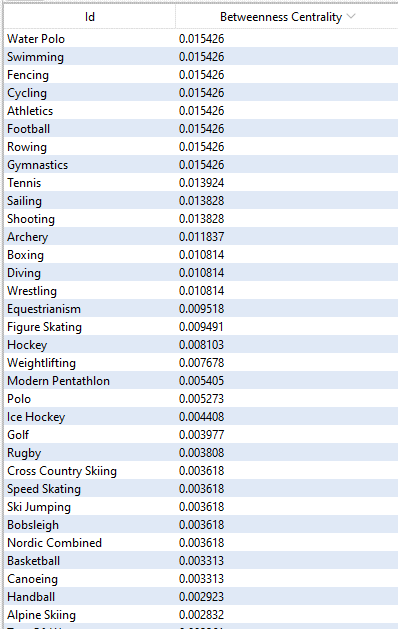 Id Betweenness Centrality
Water Polo 0.015426
Swimming 0.015426
Fencing 0.015426
Cycling 0.015426
Athletics 0.015426
Football 0.015426
Rowing 0.015426
Gymnastics 0.015426
Tennis 0.013924
Sailing 0.013828
Shooting 0.013828
Archery 0.011837
Boxing 0.010814
Diving 0.010814
Wrestling 0.010814
Equestrianism 0.009518
Figure Skating 0.009491
Hockey 0.008103
Weightlifting 0.007678
Modern Pentathlon 0.005405
Polo 0.005273
Ice Hockey 0.004408
Golf 0.003977
Rugby 0.003808
Cross Country Skiing 0.003618
Speed Skating 0.003618
Ski Jumping 0.003618
Bobsleigh 0.003618
Nordic Combined 0.003618
Basketball 0.003313
Canoeing 0.003313
Handball 0.002923
Alpine Skiing 0.002832